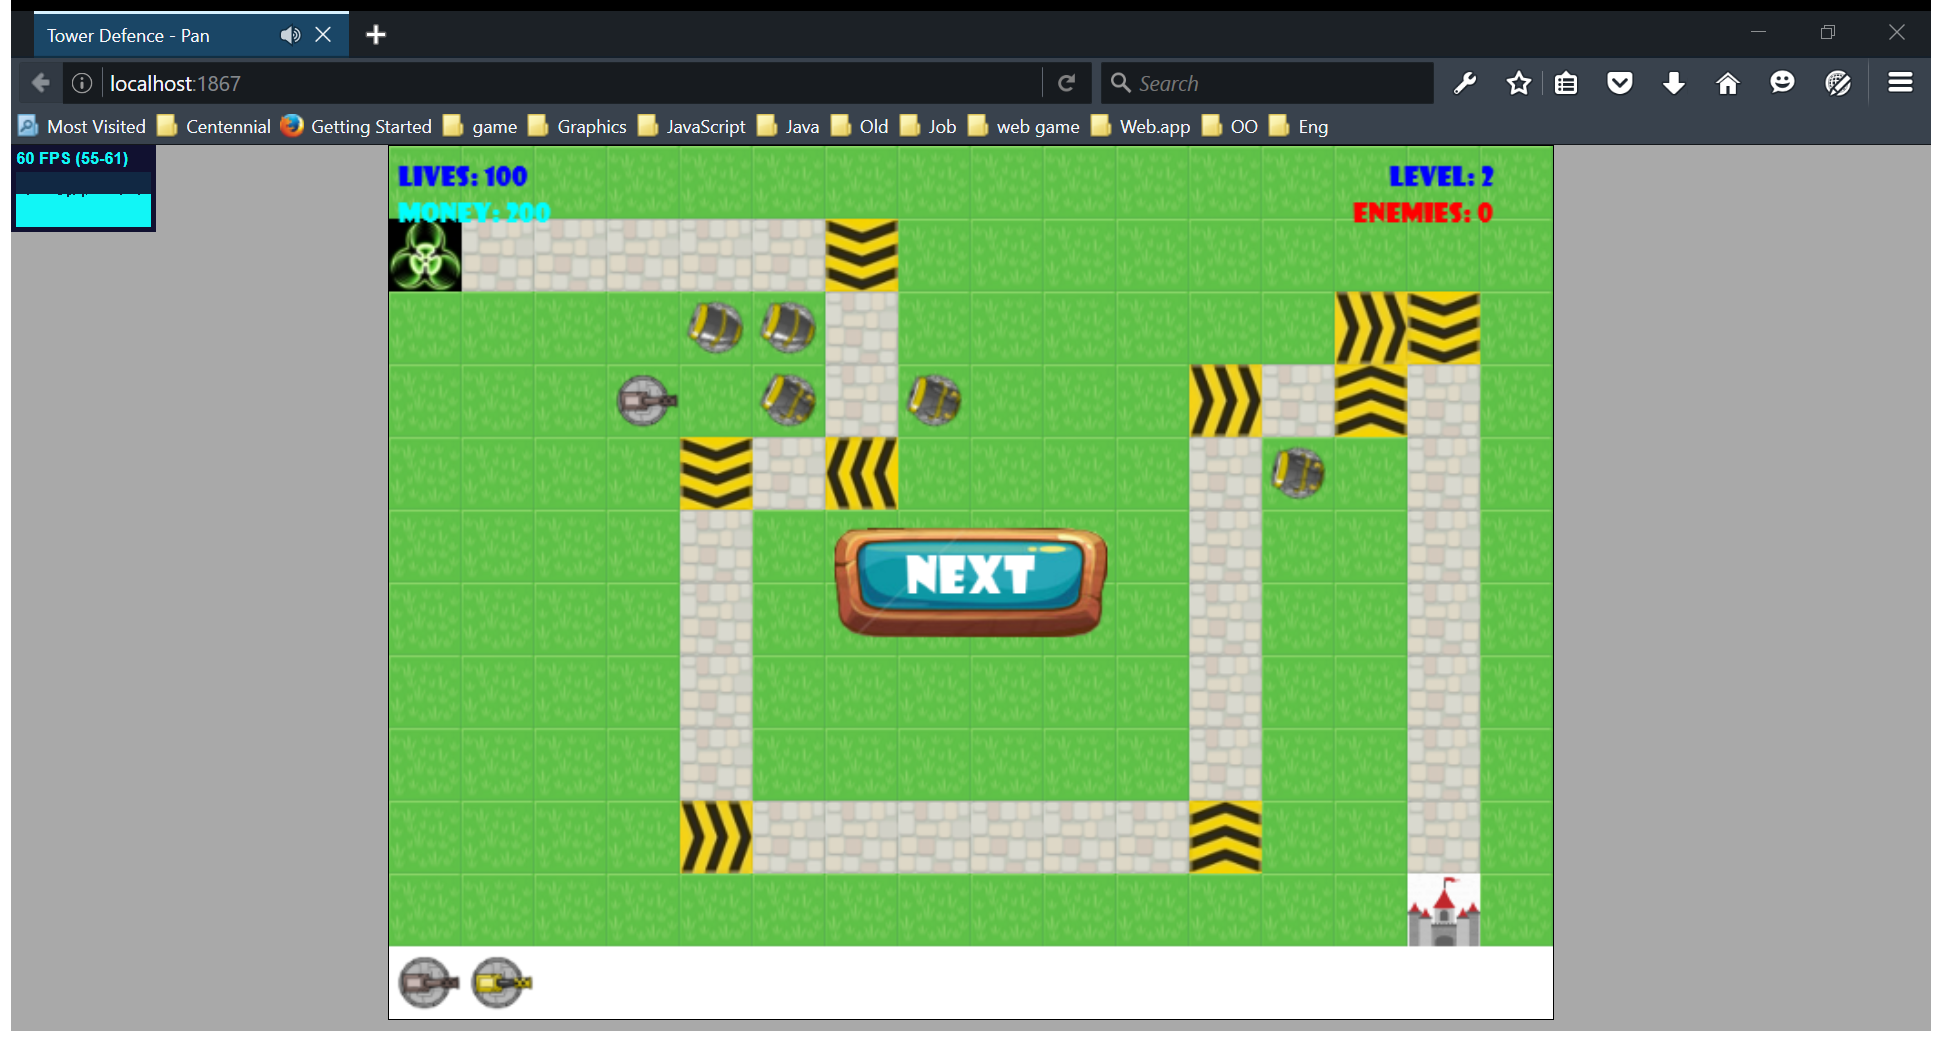 Tower Defence - Pan
localhost:1867
Search
Most Visited Centennial Getting Started game Graphics JavaScript Java Old Job web game Web.app OO Eng
60 FPS (55-61)
LIVES: 100
LEVEL: 2
MONEY: 200
ENEMIES: 0
NEXT